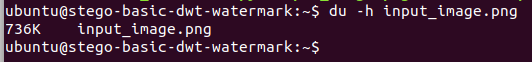 ubuntu@stego-basic-dwt-watermark:~$ du -h input_image.png
736K    input_image.png
ubuntu@stego-basic-dwt-watermark:~$